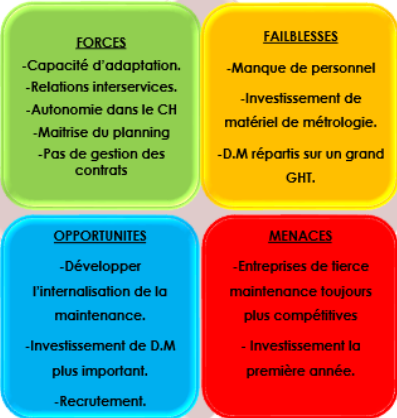 FORCES
-Capacité d'adaptation.
-Relations interservices.
-Autonomie dans le CH
-Maitrise du planning
-Pas de gestion des
contrats
FAILBLESSES
-Manque de personnel
-Investissement de
matériel de métrologie.
-D.M répartis sur un grand
GHT.
OPPORTUNITES
-Développer
l'internalisation de la
maintenance.
-Investissement de D.M
plus important.
-Recrutement.
MENACES
-Entreprises de tierce
maintenance toujours
plus compétitives
- Investissement la
première année.